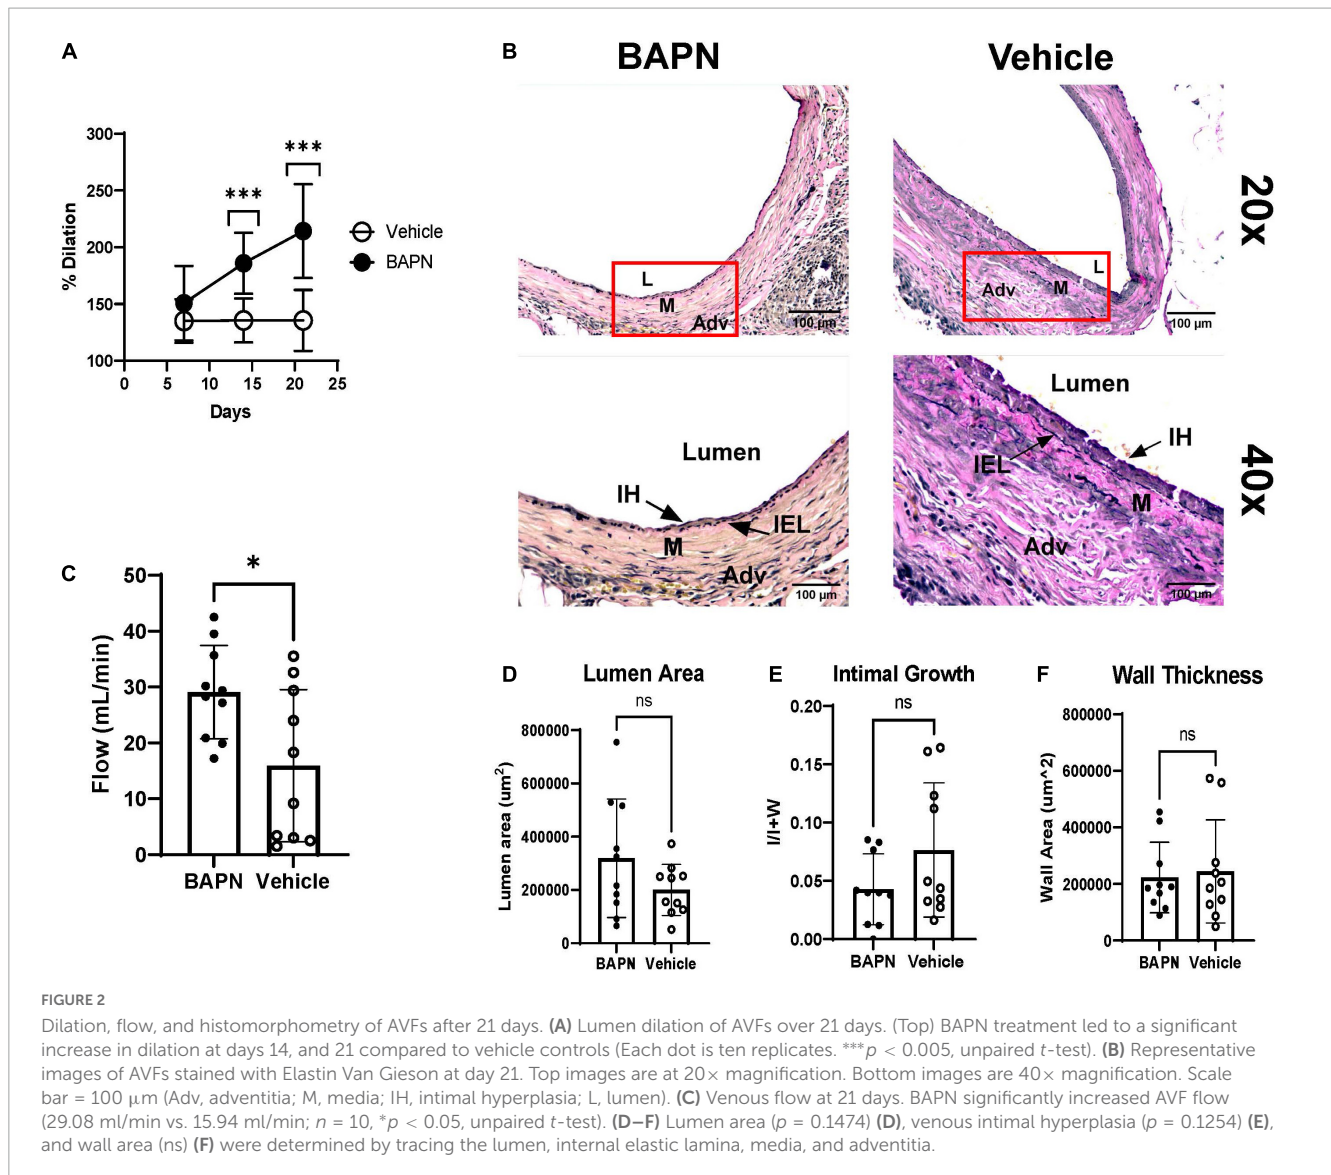 A
300
250
200
150
100
% Dilation
***
***
0
5
10
15
20
25
Days
Vehicle
BAPN
B
BAPN
Vehicle
L
M
Adv
100 µm
Adv
M
L
100 µm
20x
Lumen
IH
IEL
M
Adv
100 µm
Lumen
IH
IEL
M
Adv
100 µm
40x
C
50
40
30
20
10
0
Flow (mL/min)
*
BAPN
Vehicle
D
Lumen Area
ns
800000
600000
400000
200000
0
Lumen area (um²)
BAPN
Vehicle
E
Intimal Growth
ns
0.20
0.15
0.10
0.05
0.00
I/I+W
BAPN
Vehicle
F
Wall Thickness
ns
800000
600000
400000
200000
0
Wall Area (um^2)
BAPN
Vehicle
FIGURE 2
Dilation, flow, and histomorphometry of AVFs after 21 days. (A) Lumen dilation of AVFs over 21 days. (Top) BAPN treatment led to a significant
increase in dilation at days 14, and 21 compared to vehicle controls (Each dot is ten replicates. ***p < 0.005, unpaired t-test). (B) Representative
images of AVFs stained with Elastin Van Gieson at day 21. Top images are at 20× magnification. Bottom images are 40× magnification. Scale
bar = 100 µm (Adv, adventitia; M, media; IH, intimal hyperplasia; L, lumen). (C) Venous flow at 21 days. BAPN significantly increased AVF flow
(29.08 ml/min vs. 15.94 ml/min; n = 10, *p < 0.05, unpaired t-test). (D–F) Lumen area (p = 0.1474) (D), venous intimal hyperplasia (p = 0.1254) (E),
and wall area (ns) (F) were determined by tracing the lumen, internal elastic lamina, media, and adventitia.